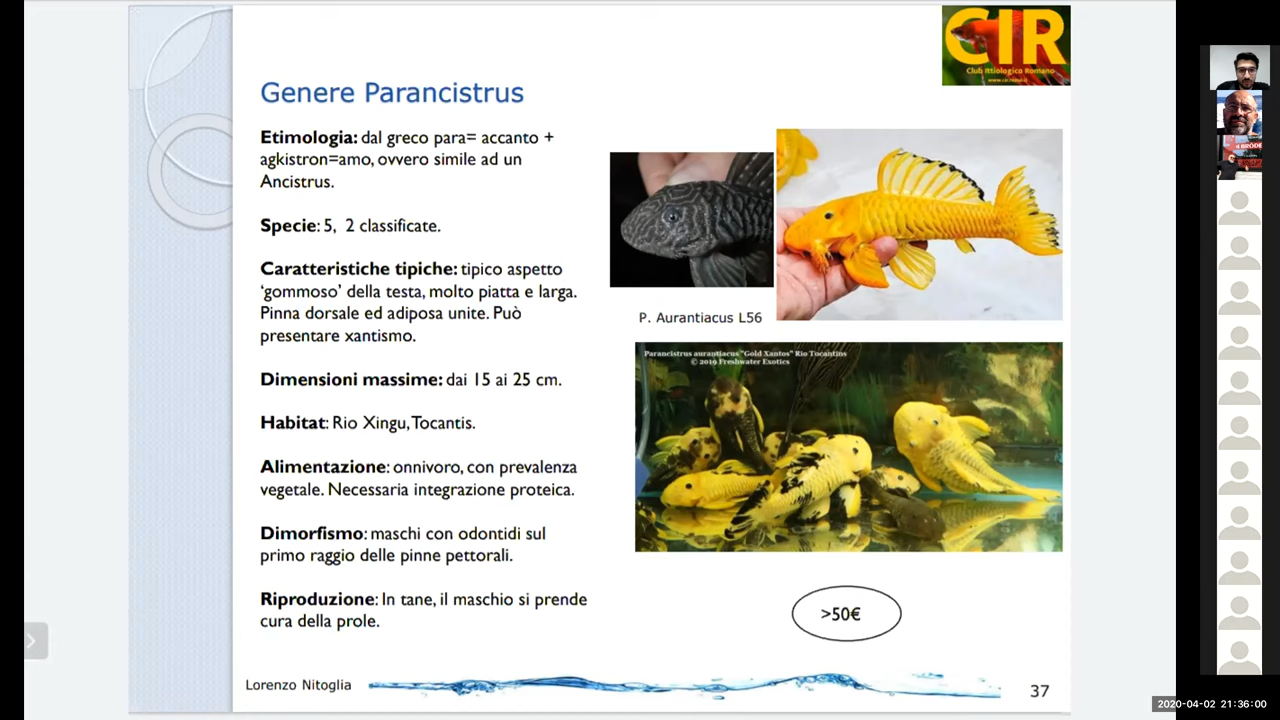 CIR
Club Ittiologico Romano
Genere Parancistrus
Etimologia: dal greco para= accanto +
agkistron=amo, ovvero simile ad un
Ancistrus.
Specie: 5, 2 classificate.
Caratteristiche tipiche: tipico aspetto
‘gommoso’ della testa, molto piatta e larga.
Pinna dorsale ed adiposa unite. Può
presentare xantismo.
Dimensioni massime: dai 15 ai 25 cm.
Habitat: Rio Xingu, Tocantis.
Alimentazione: onnivoro, con prevalenza
vegetale. Necessaria integrazione proteica.
Dimorfismo: maschi con odontidi sul
primo raggio delle pinne pettorali.
Riproduzione: In tane, il maschio si prende
cura della prole.
P. Aurantiacus L56
Parancistrus aurantiacus "Gold Xantos" Rio Tocantins
© 2019 Freshwater Exotics
>50€
Lorenzo Nitoglia
37
2020-04-02 21:36:00